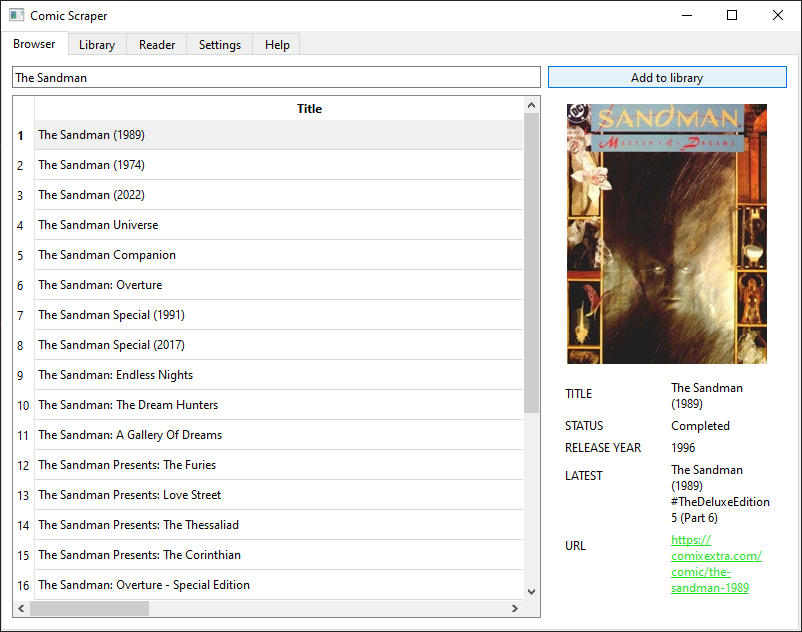 Comic Scraper
Browser
Library
Reader
Settings
Help
The Sandman
Add to library
Title
1 The Sandman (1989)
2 The Sandman (1974)
3 The Sandman (2022)
4 The Sandman Universe
5 The Sandman Companion
6 The Sandman: Overture
7 The Sandman Special (1991)
8 The Sandman Special (2017)
9 The Sandman: Endless Nights
10 The Sandman: The Dream Hunters
11 The Sandman: A Gallery Of Dreams
12 The Sandman Presents: The Furies
13 The Sandman Presents: Love Street
14 The Sandman Presents: The Thessaliad
15 The Sandman Presents: The Corinthian
16 The Sandman: Overture - Special Edition
DC
SANDMAN
MASTER of DREAMS
TITLE
The Sandman
(1989)
STATUS
Completed
RELEASE YEAR
1996
LATEST
The Sandman
(1989)
#TheDeluxeEdition
5 (Part 6)
URL
https://
comixextra.com/
comic/the-
sandman-1989